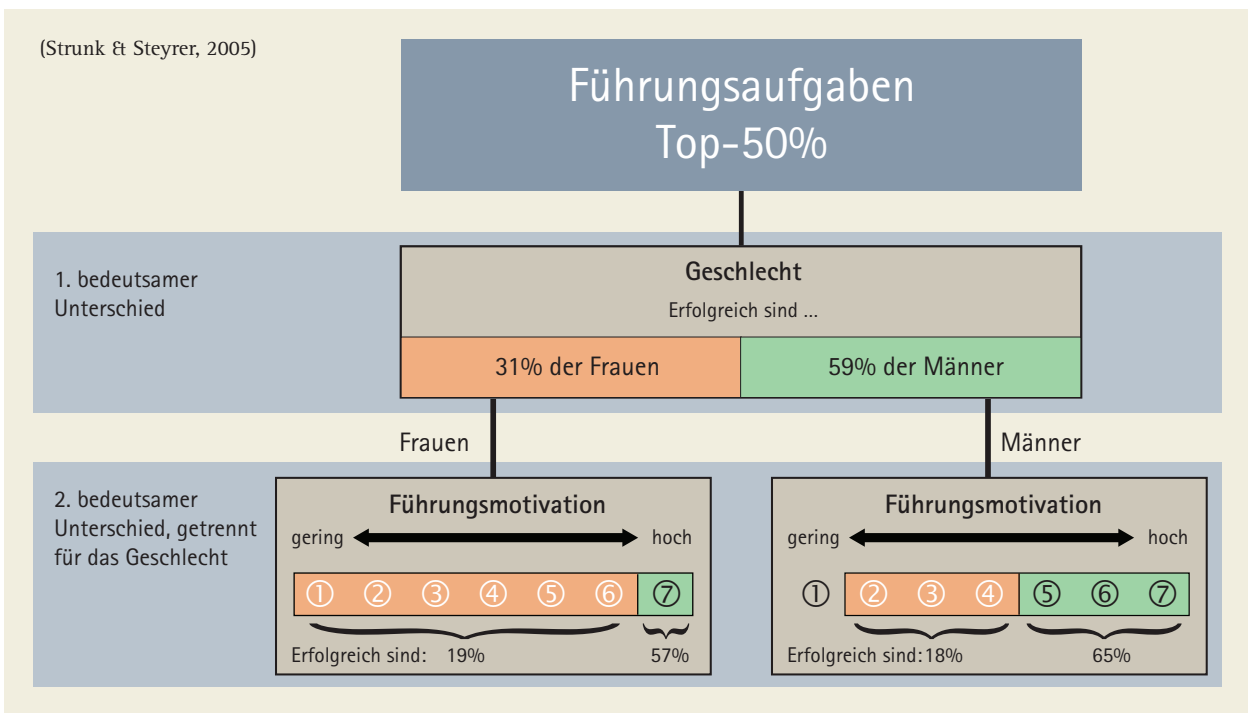 (Strunk & Steyrer, 2005)
Führungsaufgaben
Top-50%
1. bedeutsamer
Unterschied
Geschlecht
Erfolgreich sind ...
31% der Frauen
59% der Männer
Frauen
Männer
2. bedeutsamer
Unterschied, getrennt
für das Geschlecht
Führungsmotivation
gering hoch
① ② ③ ④ ⑤ ⑥ ⑦
Erfolgreich sind: 19% 57%
Führungsmotivation
gering hoch
① ② ③ ④ ⑤ ⑥ ⑦
Erfolgreich sind: 18% 65%